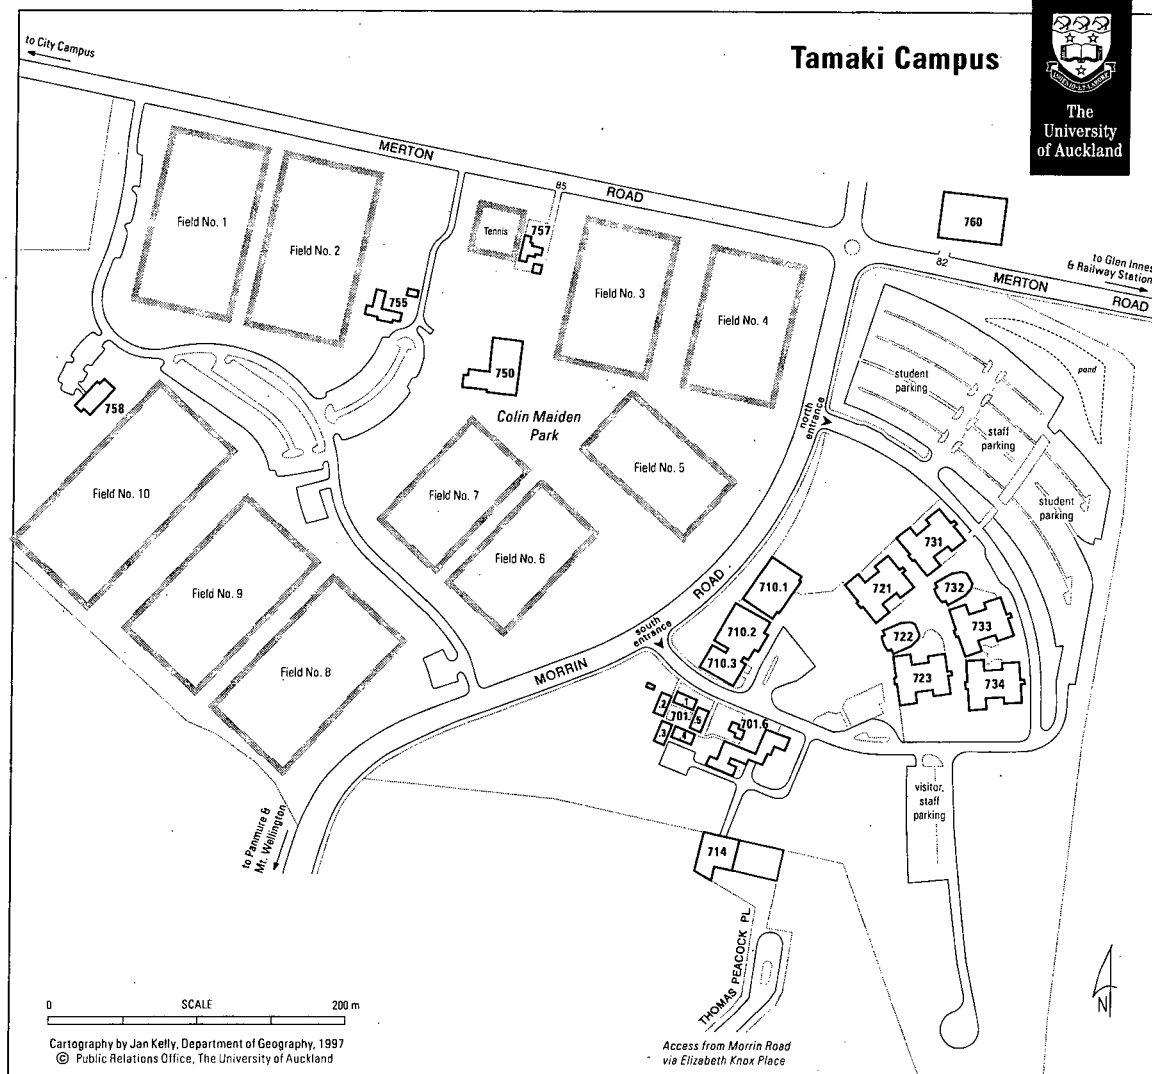 to City Campus
Tamaki Campus
INGENIO·ET·LABORE
The
University
of Auckland
MERTON
ROAD
85
760
82
to Glen Innes
& Railway Station
MERTON
ROAD
Field No. 1
Field No. 2
Tennis
757
Field No. 3
Field No. 4
755
750
758
Colin Maiden
Park
student
parking
pond
staff
parking
student
parking
north
entrance
Field No. 5
Field No. 7
Field No. 6
Field No. 10
Field No. 9
Field No. 8
731
721
732
733
722
723
734
710.1
710.2
710.3
ROAD
MORRIN
south
entrance
1
2
701
.5
3
.4
701.6
visitor,
staff
parking
to Panmure &
Mt. Wellington
714
THOMAS PEACOCK PL.
N
0
SCALE
200 m
Cartography by Jan Kelly, Department of Geography, 1997
© Public Relations Office, The University of Auckland
Access from Morrin Road
via Elizabeth Knox Place